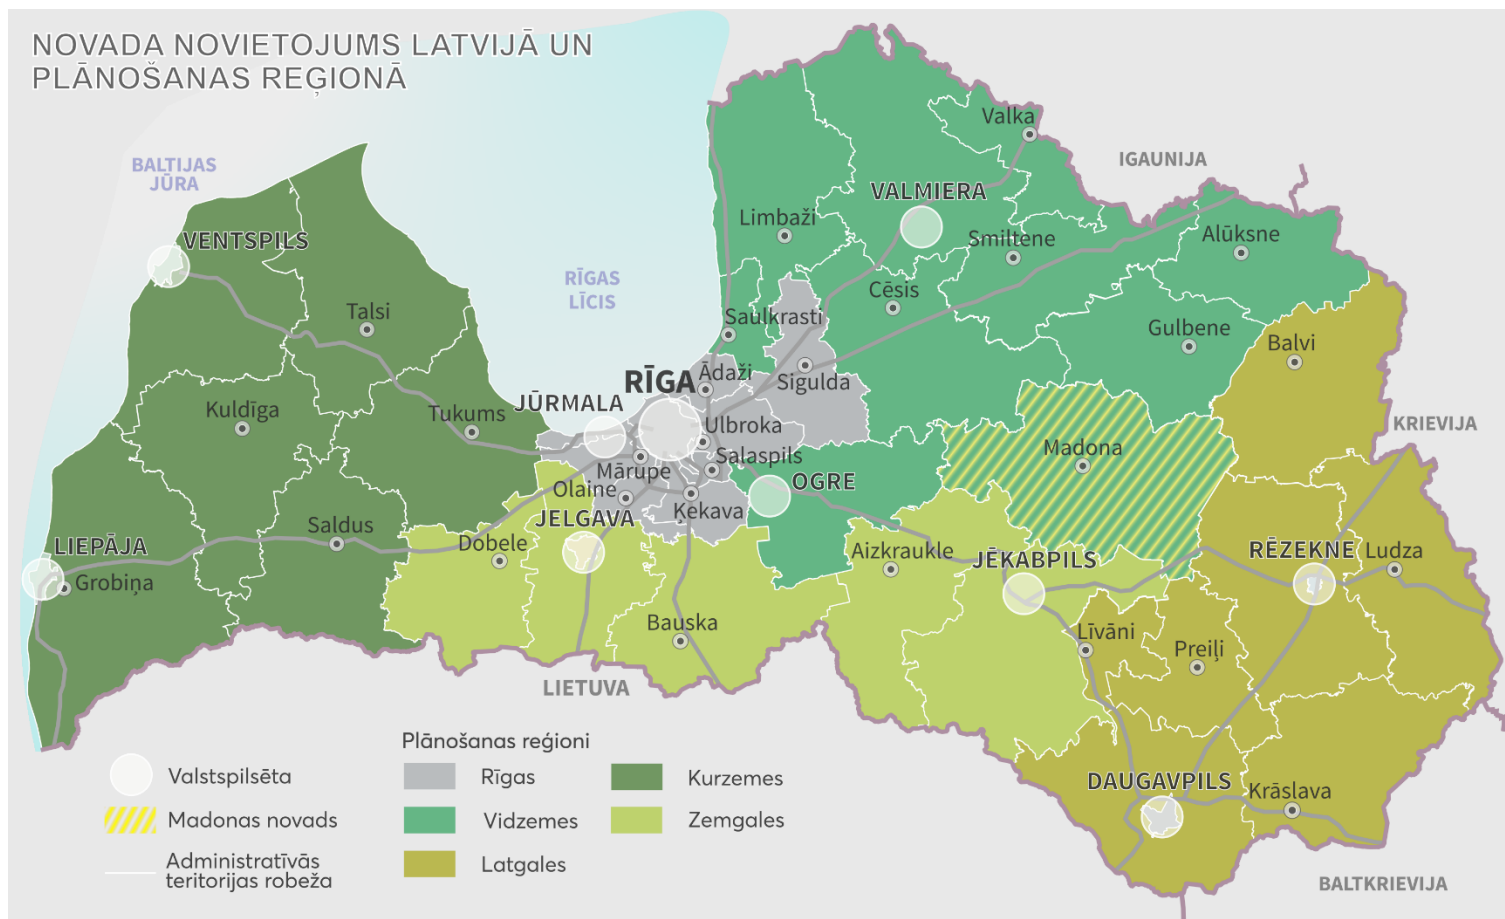 NOVADA NOVIETOJUMS LATVIJĀ UN
PLĀNOŠANAS REĢIONĀ
BALTIJAS
JŪRA
RĪGAS
LĪCIS
IGAUNIJA
KRIEVIJA
BALTKRIEVIJA
LIETUVA
Valka
VALMIERA
Limbaži
Smiltene
Alūksne
VENTSPILS
Talsi
Cēsis
Saulkrasti
Gulbene
Balvi
Ādaži
Sigulda
RĪGA
JŪRMALA
Kuldīga
Tukums
Ulbroka
Salaspils
Mārupe
Madona
Olaine
OGRE
Ķekava
JELGAVA
Saldus
Dobele
LIEPĀJA
Grobiņa
Aizkraukle
JĒKABPILS
RĒZEKNE
Ludza
Bauska
Līvāni
Preiļi
DAUGAVPILS
Krāslava
Valstspilsēta
Madonas novads
Administratīvās
teritorijas robeža
Plānošanas reģioni
Rīgas
Vidzemes
Latgales
Kurzemes
Zemgales